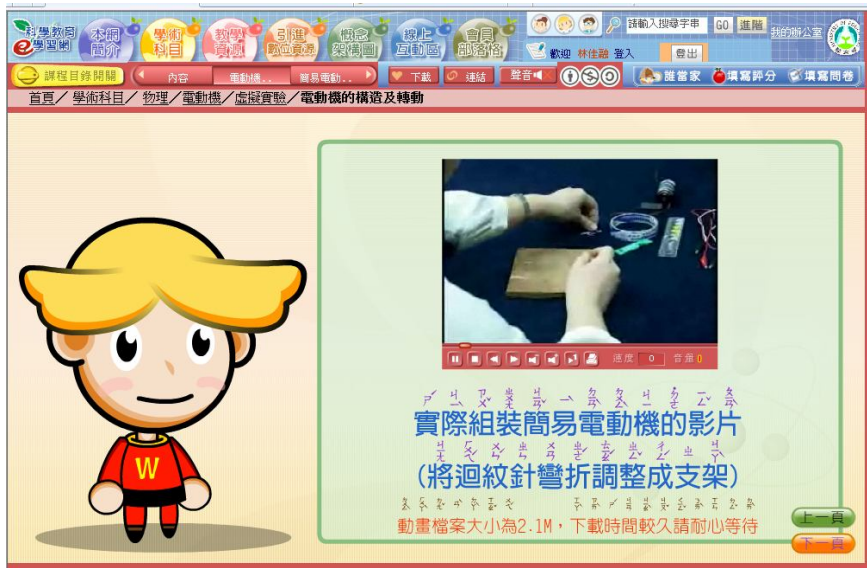 科學教育
e學習網
本網
簡介
學術
科目
教學
資源
引進
數位資源
概念
架構圖
線上
互動區
會員
部落格
請輸入搜尋字串 GO 進階 我的辦公室
歡迎 林佳融 登入 登出
課程目錄開關 內容 電動機.. 簡易電動.. 下載 連結 聲音 誰當家 填寫評分 填寫問卷
首頁／ 學術科目／ 物理／電動機／虛擬實驗／電動機的構造及轉動
速度 0 音量 0
W
實際組裝簡易電動機的影片
(將迴紋針彎折調整成支架)
動畫檔案大小為2.1M，下載時間較久請耐心等待
上一頁
下一頁